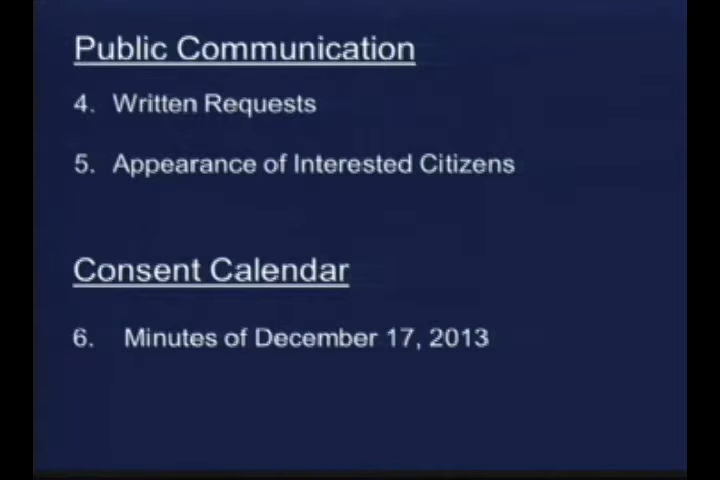 Public Communication
4. Written Requests
5. Appearance of Interested Citizens
Consent Calendar
6. Minutes of December 17, 2013